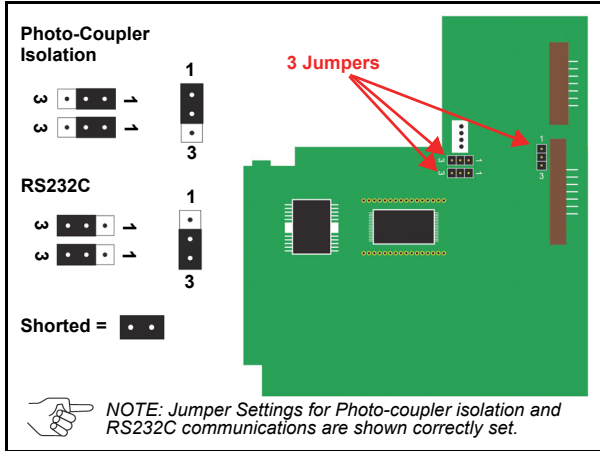 Photo-Coupler
Isolation
1
3 1
3 1
3
3 Jumpers
1
3 1
3 1
3
RS232C
1
3 1
3 1
3
Shorted =
NOTE: Jumper Settings for Photo-coupler isolation and
RS232C communications are shown correctly set.